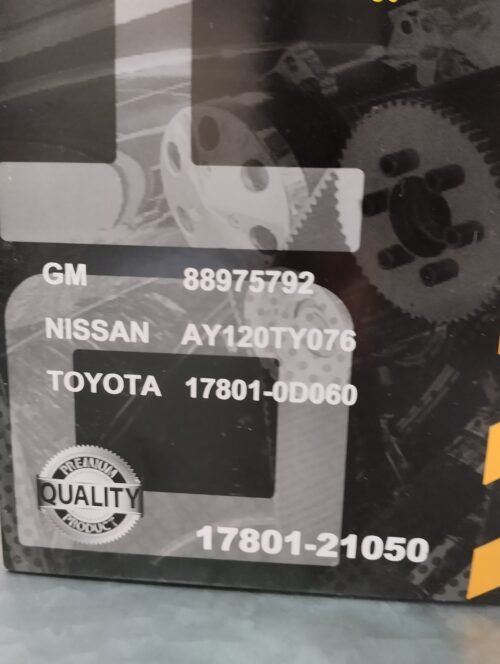 GM 88975792
NISSAN AY120TY076
TOYOTA 17801-0D060
PREMIUM
QUALITY
PRODUCT
17801-21050